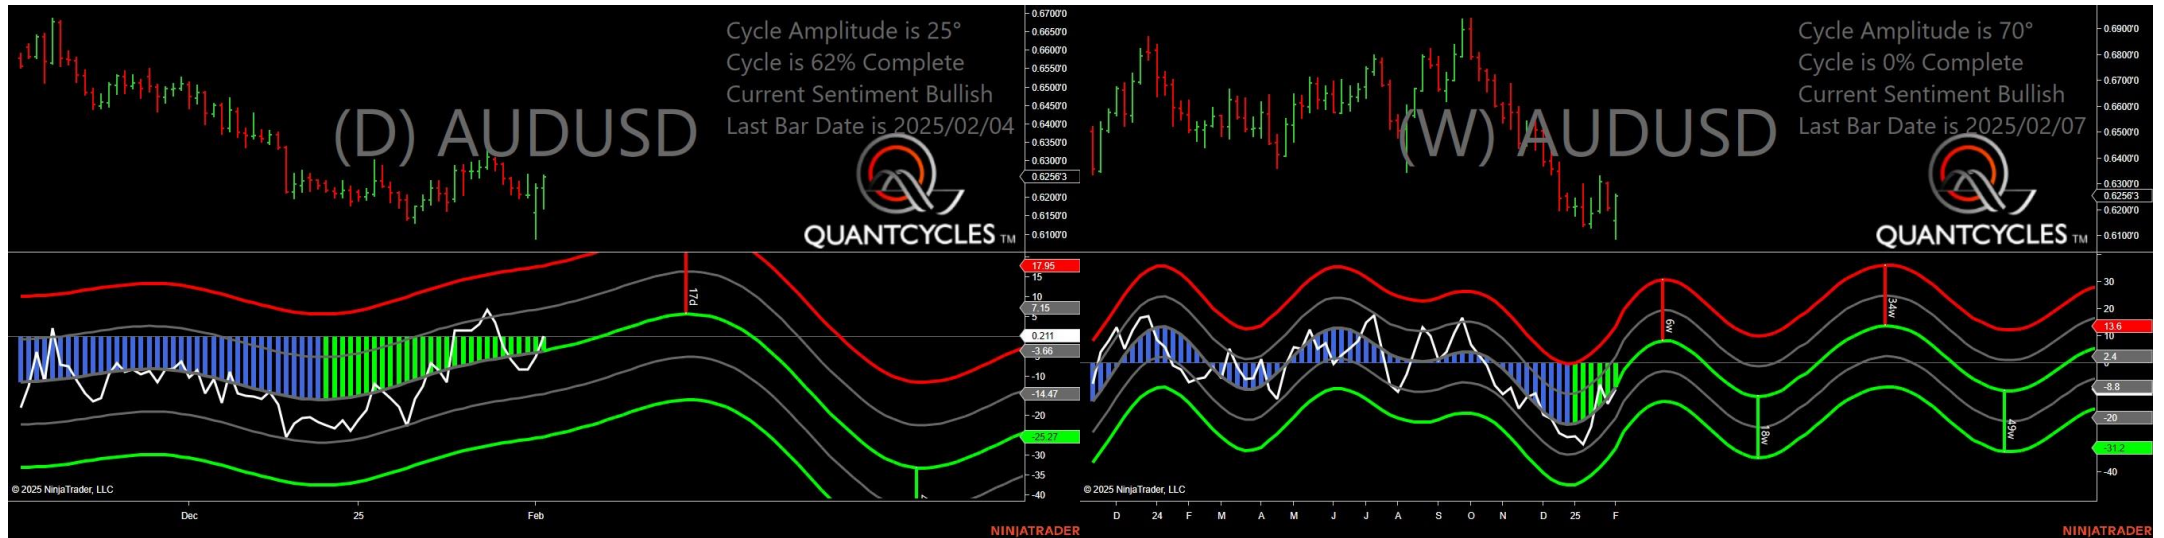 (D) AUDUSD
Cycle Amplitude is 25°
Cycle is 62% Complete
Current Sentiment Bullish
Last Bar Date is 2025/02/04
QUANTCYCLES TM
0.6700'0
0.6650'0
0.6600'0
0.6550'0
0.6500'0
0.6450'0
0.6400'0
0.6350'0
0.6300'0
0.6256'3
0.6200'0
0.6150'0
0.6100'0
17.95
15
10
7.15
5
0.211
-3.66
-10
-14.47
-20
-25.27
-30
-35
-40
17d
© 2025 NinjaTrader, LLC
Dec 25 Feb
NINJATRADER
(W) AUDUSD
Cycle Amplitude is 70°
Cycle is 0% Complete
Current Sentiment Bullish
Last Bar Date is 2025/02/07
QUANTCYCLES TM
0.6900'0
0.6800'0
0.6700'0
0.6600'0
0.6500'0
0.6400'0
0.6300'0
0.6256'3
0.6200'0
0.6100'0
30
20
13.6
10
2.4
0
-8.8
-20
-31.2
-40
6w
18w
34w
49w
© 2025 NinjaTrader, LLC
D 24 F M A M J J A S O N D 25 F
NINJATRADER